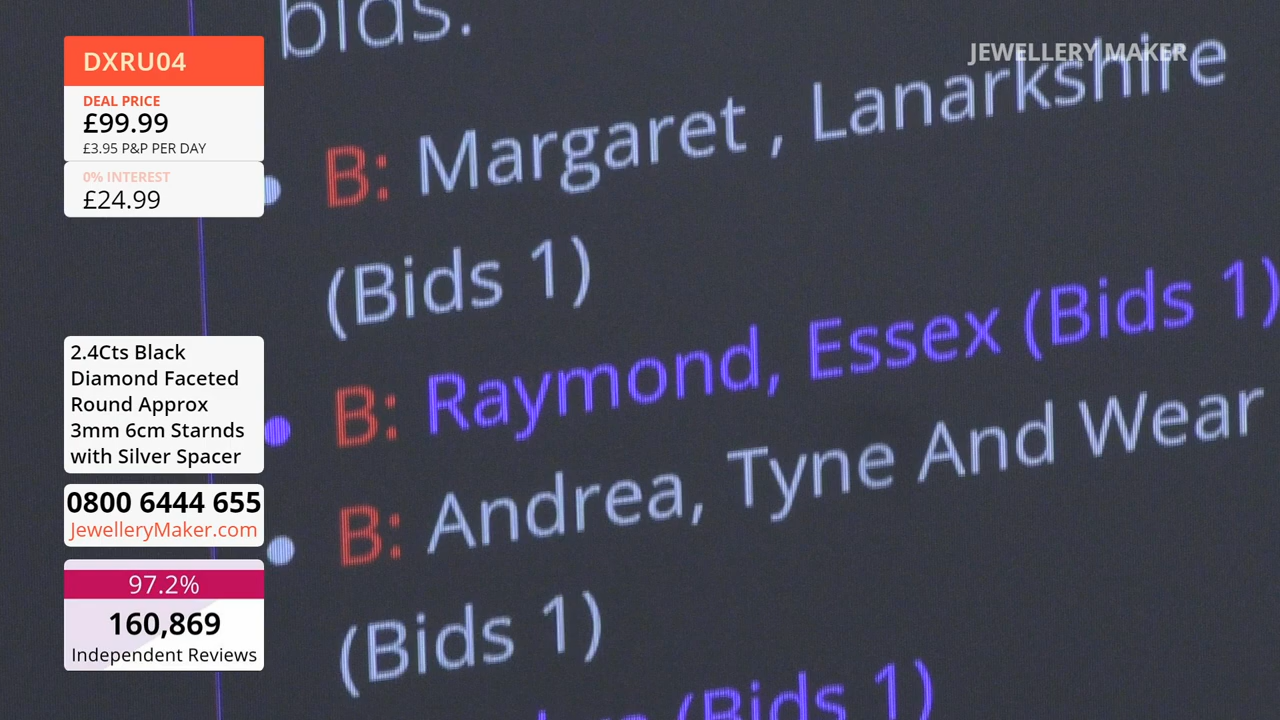 DXRU04
DEAL PRICE
£99.99
£3.95 P&P PER DAY
0% INTEREST
£24.99
2.4Cts Black
Diamond Faceted
Round Approx
3mm 6cm Starnds
with Silver Spacer
0800 6444 655
JewelleryMaker.com
97.2%
160,869
Independent Reviews
JEWELLERY MAKER
bids.
B: Margaret , Lanarkshire
(Bids 1)
B: Raymond, Essex (Bids 1)
B: Andrea, Tyne And Wear
(Bids 1)
(Bids 1)